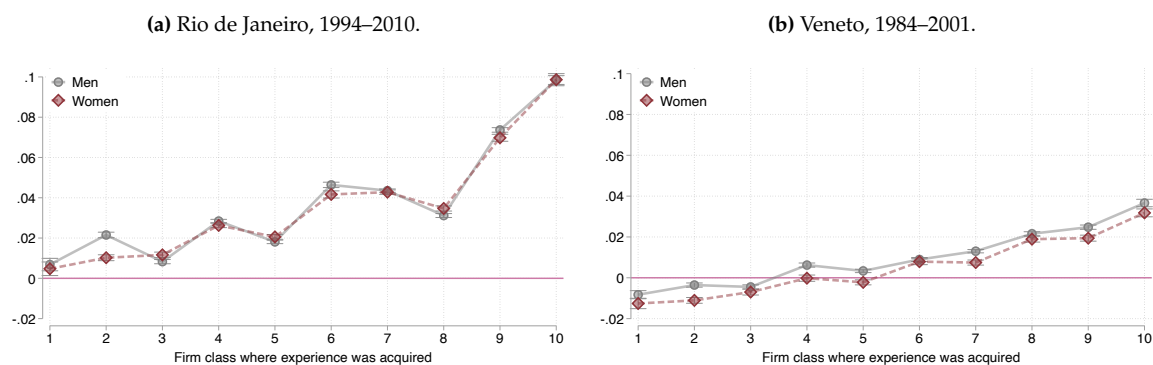 (a) Rio de Janeiro, 1994–2010.
.1
.08
.06
.04
.02
0
-.02
Men
Women
1 2 3 4 5 6 7 8 9 10
Firm class where experience was acquired
(b) Veneto, 1984–2001.
.1
.08
.06
.04
.02
0
-.02
Men
Women
1 2 3 4 5 6 7 8 9 10
Firm class where experience was acquired